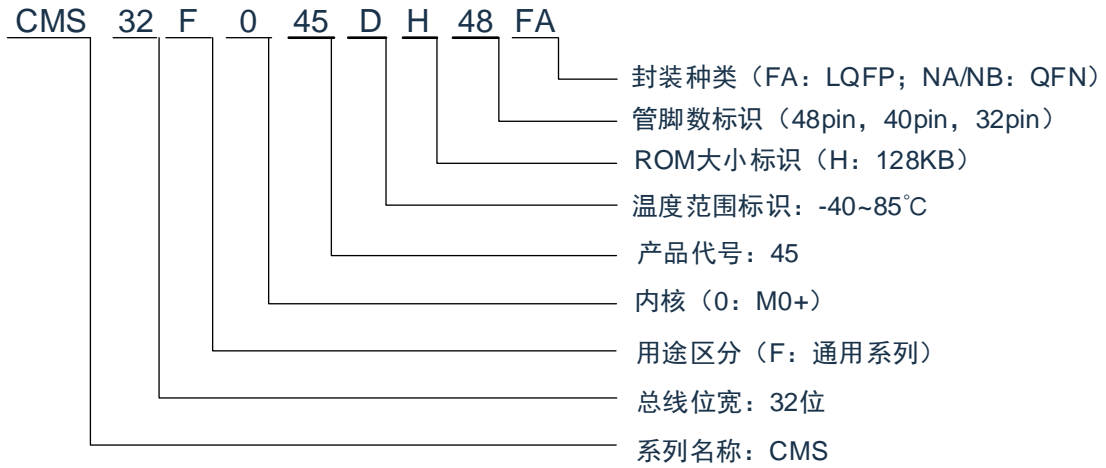 CMS 32 F 0 45 D H 48 FA
封装种类（FA：LQFP；NA/NB：QFN）
管脚数标识（48pin，40pin，32pin）
ROM大小标识（H：128KB）
温度范围标识：-40~85℃
产品代号：45
内核（0：M0+）
用途区分（F：通用系列）
总线位宽：32位
系列名称：CMS